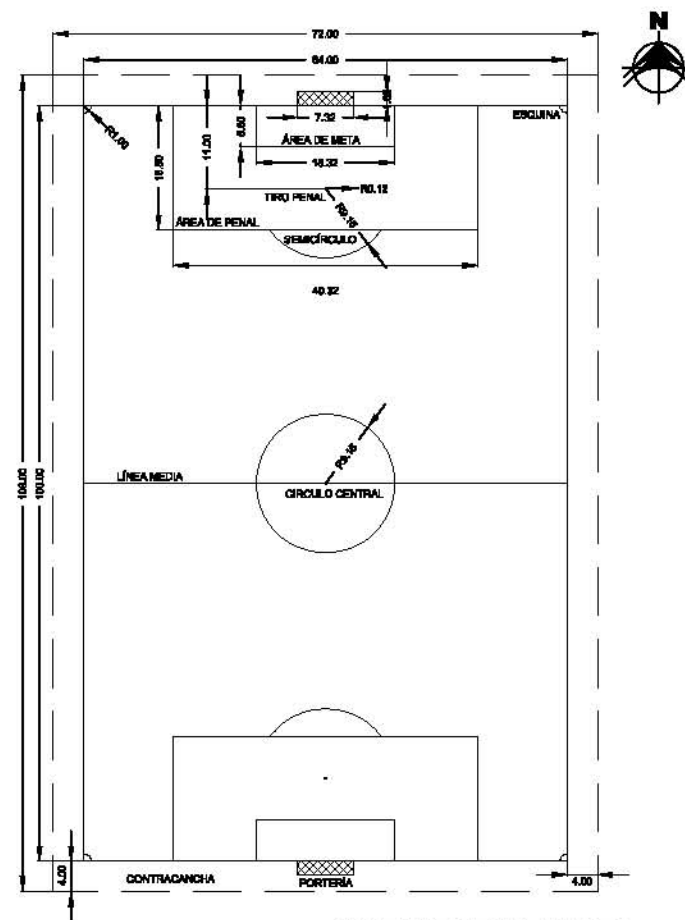 N
72.00
64.00
ESQUINA
7.32
R1.00
5.50
11.00
ÁREA DE META
18.32
16.50
TIRO PENAL
R0.12
R9.15
ÁREA DE PENAL
SEMICÍRCULO
40.32
R9.15
LÍNEA MEDIA
CIRCULO CENTRAL
108.00
100.00
4.00
CONTRACANCHA
PORTERÍA
4.00